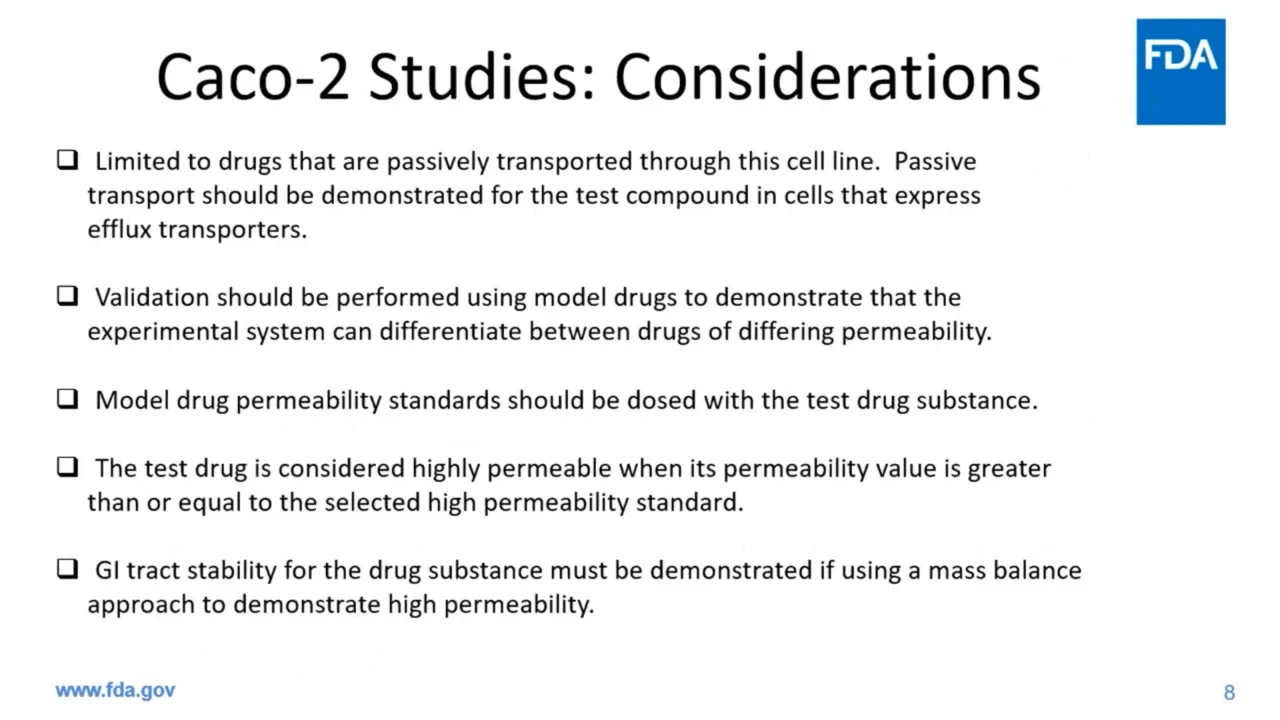 Caco-2 Studies: Considerations
FDA
❑ Limited to drugs that are passively transported through this cell line. Passive
transport should be demonstrated for the test compound in cells that express
efflux transporters.
❑ Validation should be performed using model drugs to demonstrate that the
experimental system can differentiate between drugs of differing permeability.
❑ Model drug permeability standards should be dosed with the test drug substance.
❑ The test drug is considered highly permeable when its permeability value is greater
than or equal to the selected high permeability standard.
❑ GI tract stability for the drug substance must be demonstrated if using a mass balance
approach to demonstrate high permeability.
www.fda.gov
8